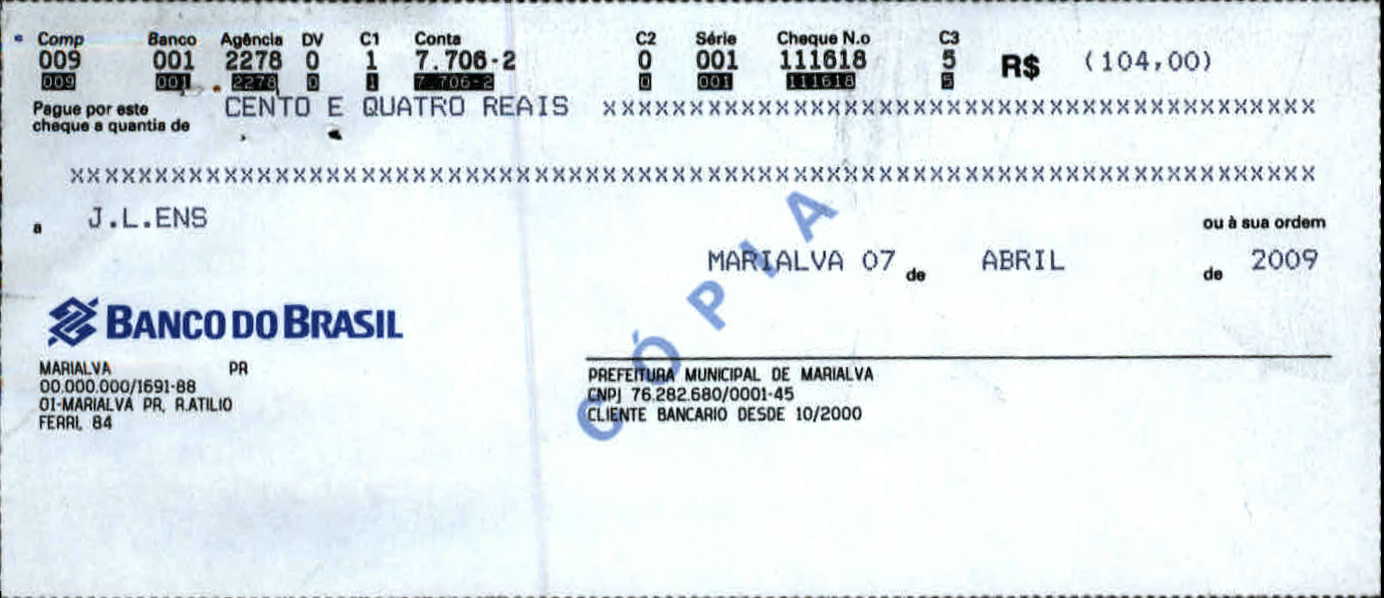 Comp Banco Agência DV C1 Conta C2 Série Cheque N.o C3
009 001 2278 0 1 7.706-2 0 001 111618 5 R$ (104,00)
009 001 2278 0 1 7.706-2 0 001 111618 5
Pague por este CENTO E QUATRO REAIS xxxxxxxxxxxxxxxxxxxxxxxxxxxxxxxxxxxxxxxxx
cheque a quantia de
xxxxxxxxxxxxxxxxxxxxxxxxxxxxxxxxxxxxxxxxxxxxxxxxxxxxxxxxxxxxxxxxxxxxxxxx
a J.L.ENS ou à sua ordem
MARIALVA 07 de ABRIL de 2009
CÓPIA
BANCO DO BRASIL
MARIALVA PR
00.000.000/1691-88
01-MARIALVA PR, R.ATILIO
FERRI, 84
PREFEITURA MUNICIPAL DE MARIALVA
CNPJ 76.282.680/0001-45
CLIENTE BANCARIO DESDE 10/2000